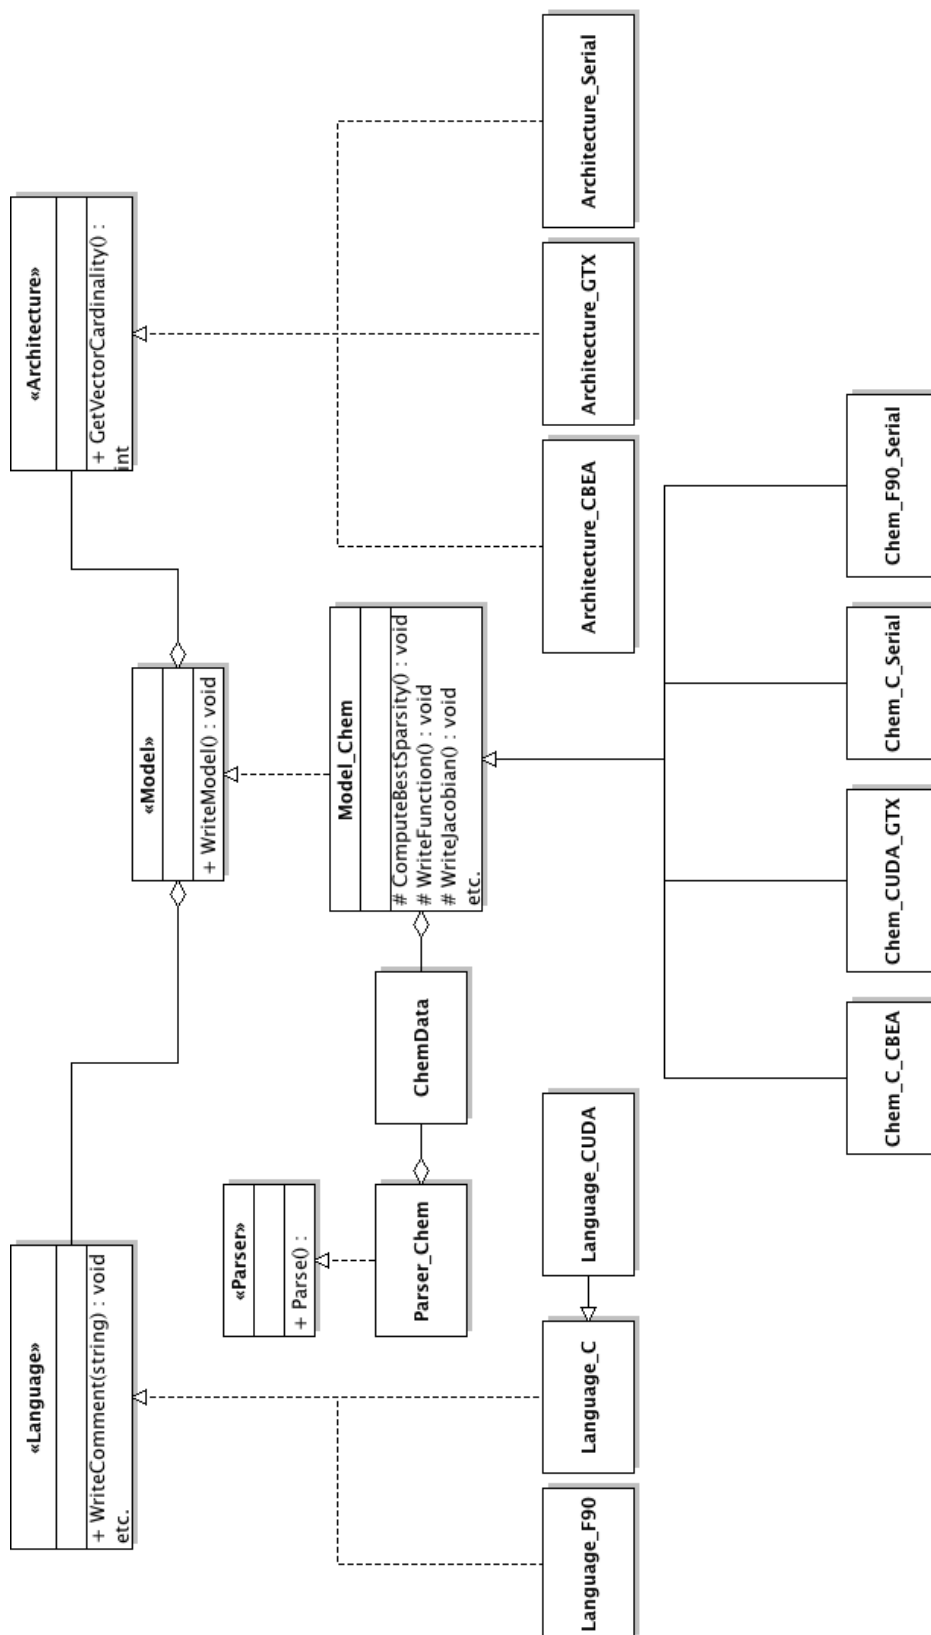 «Language»
+ WriteComment(string) : void
etc.
«Model»
+ WriteModel() : void
«Architecture»
+ GetVectorCardinality() :
int
«Parser»
+ Parse() :
Model_Chem
# ComputeBestSparsity() : void
# WriteFunction() : void
# WriteJacobian() : void
etc.
Parser_Chem
ChemData
Language_F90
Language_C
Language_CUDA
Architecture_CBEA
Architecture_GTX
Architecture_Serial
Chem_C_CBEA
Chem_CUDA_GTX
Chem_C_Serial
Chem_F90_Serial